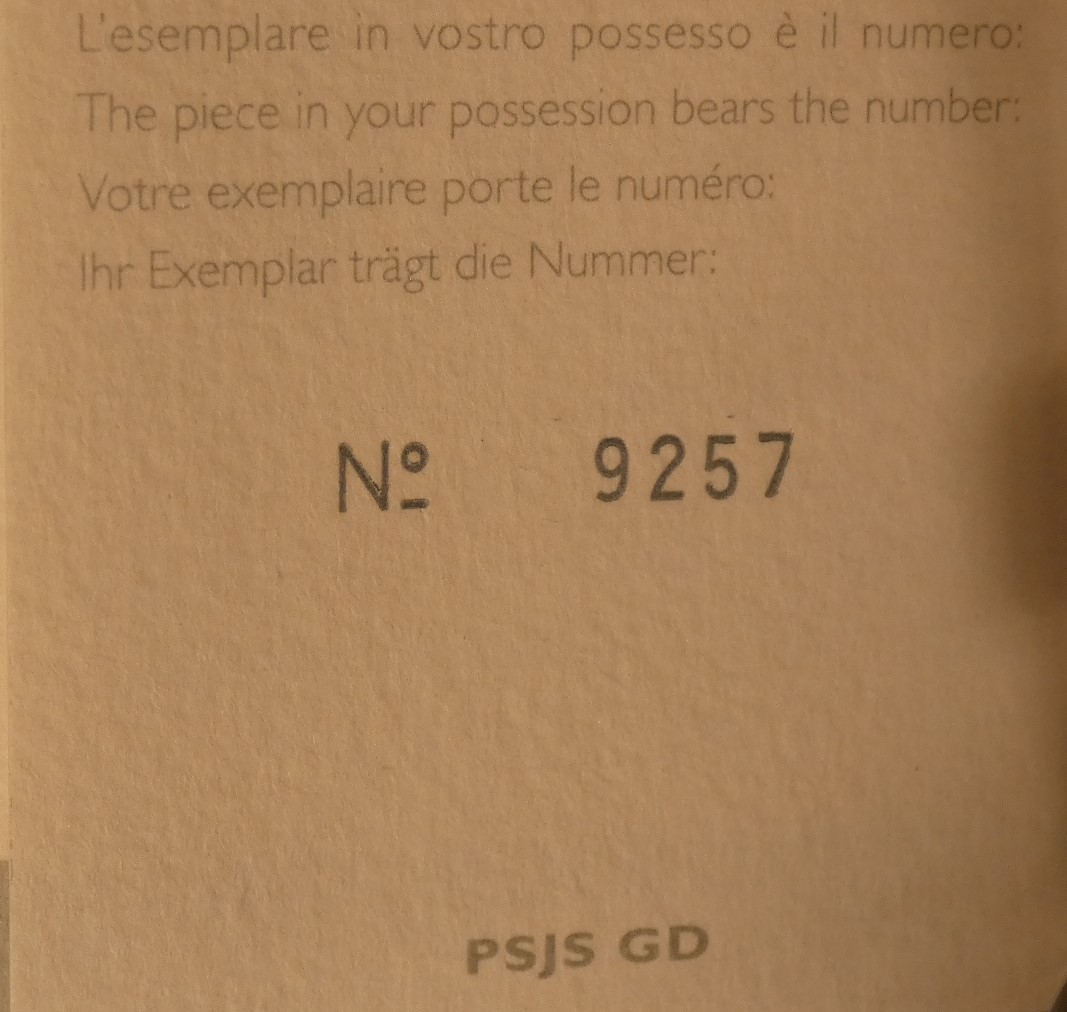 L'esemplare in vostro possesso è il numero:
The piece in your possession bears the number:
Votre exemplaire porte le numéro:
Ihr Exemplar trägt die Nummer:
Nº 9257
PSJS GD